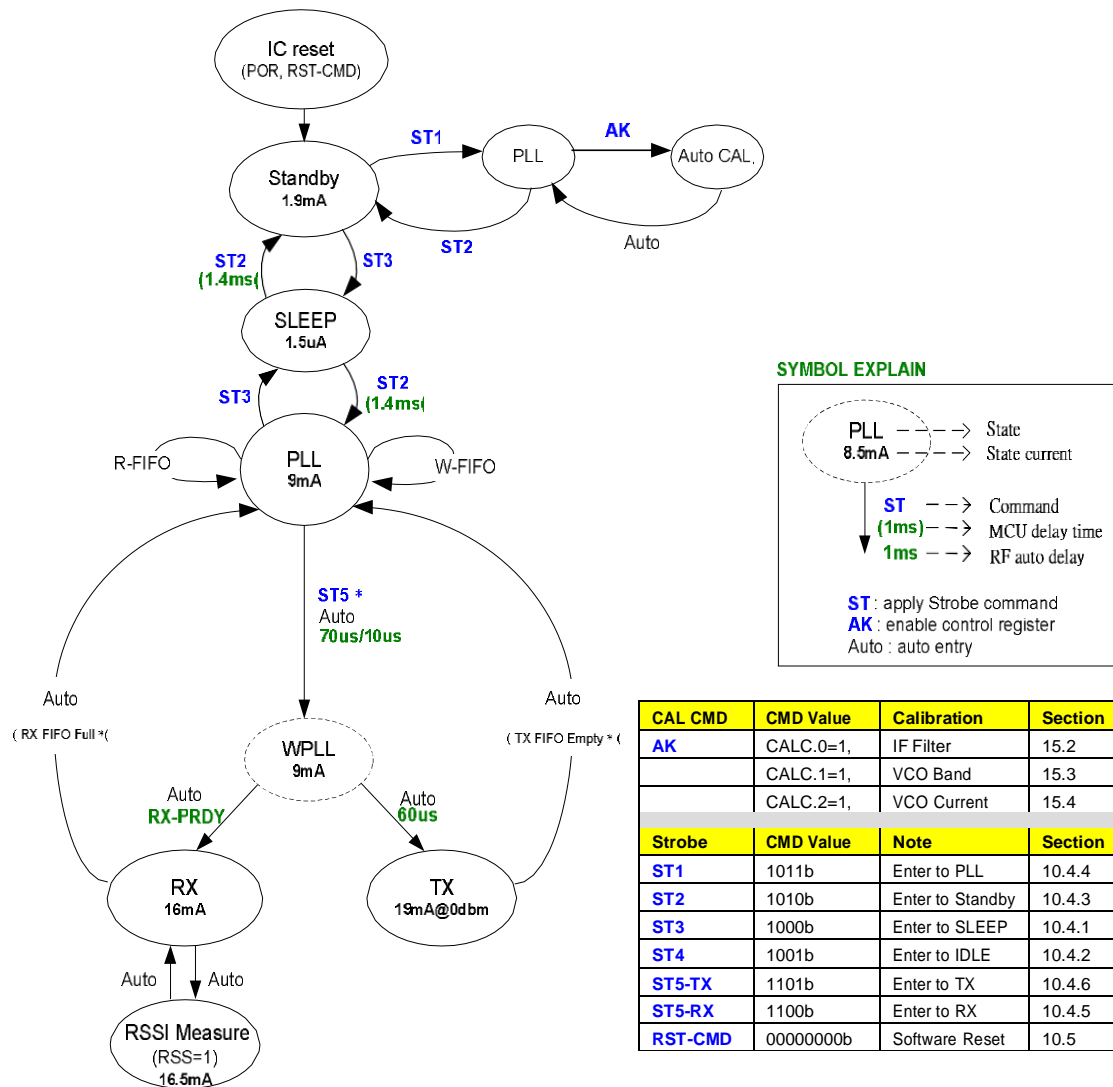 IC reset
(POR, RST-CMD)
ST1
AK
PLL
Auto CAL.
Standby
1.9mA
Auto
ST2
ST2
(1.4ms(
ST3
SLEEP
1.5uA
ST3
ST2
(1.4ms(
R-FIFO
PLL
9mA
W-FIFO
ST5 *
Auto
70us/10us
Auto
( RX FIFO Full *(
Auto
( TX FIFO Empty * (
WPLL
9mA
Auto
RX-PRDY
Auto
60us
RX
16mA
TX
19mA@0dbm
Auto
Auto
RSSI Measure
(RSS=1)
16.5mA
SYMBOL EXPLAIN
PLL State
8.5mA State current
ST Command
(1ms) MCU delay time
1ms RF auto delay
ST : apply Strobe command
AK : enable control register
Auto : auto entry
CAL CMD CMD Value Calibration Section
AK CALC.0=1, IF Filter 15.2
CALC.1=1, VCO Band 15.3
CALC.2=1, VCO Current 15.4
Strobe CMD Value Note Section
ST1 1011b Enter to PLL 10.4.4
ST2 1010b Enter to Standby 10.4.3
ST3 1000b Enter to SLEEP 10.4.1
ST4 1001b Enter to IDLE 10.4.2
ST5-TX 1101b Enter to TX 10.4.6
ST5-RX 1100b Enter to RX 10.4.5
RST-CMD 00000000b Software Reset 10.5